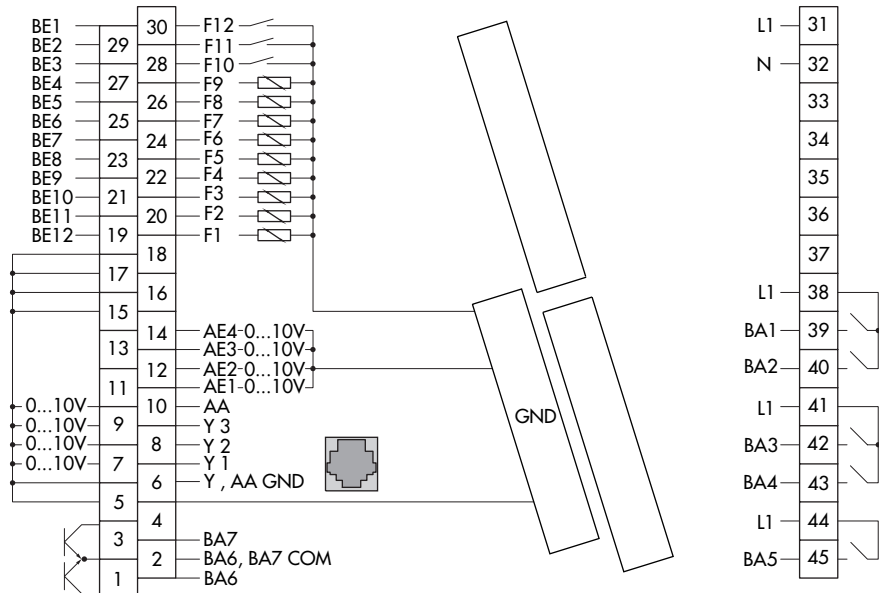 BE1 30 F12
BE2 29 F11
BE3 28 F10
BE4 27 F9
BE5 26 F8
BE6 25 F7
BE7 24 F6
BE8 23 F5
BE9 22 F4
BE10 21 F3
BE11 20 F2
BE12 19 F1
18
17
16
15
14 AE4 0...10V
13 AE3 0...10V
12 AE2 0...10V
11 AE1 0...10V
0...10V 10 AA
0...10V 9 Y 3
0...10V 8 Y 2
0...10V 7 Y 1
6 Y , AA GND
5
4
3 BA7
2 BA6, BA7 COM
1 BA6
GND
L1 31
N 32
33
34
35
36
37
L1 38
BA1 39
BA2 40
L1 41
BA3 42
BA4 43
L1 44
BA5 45